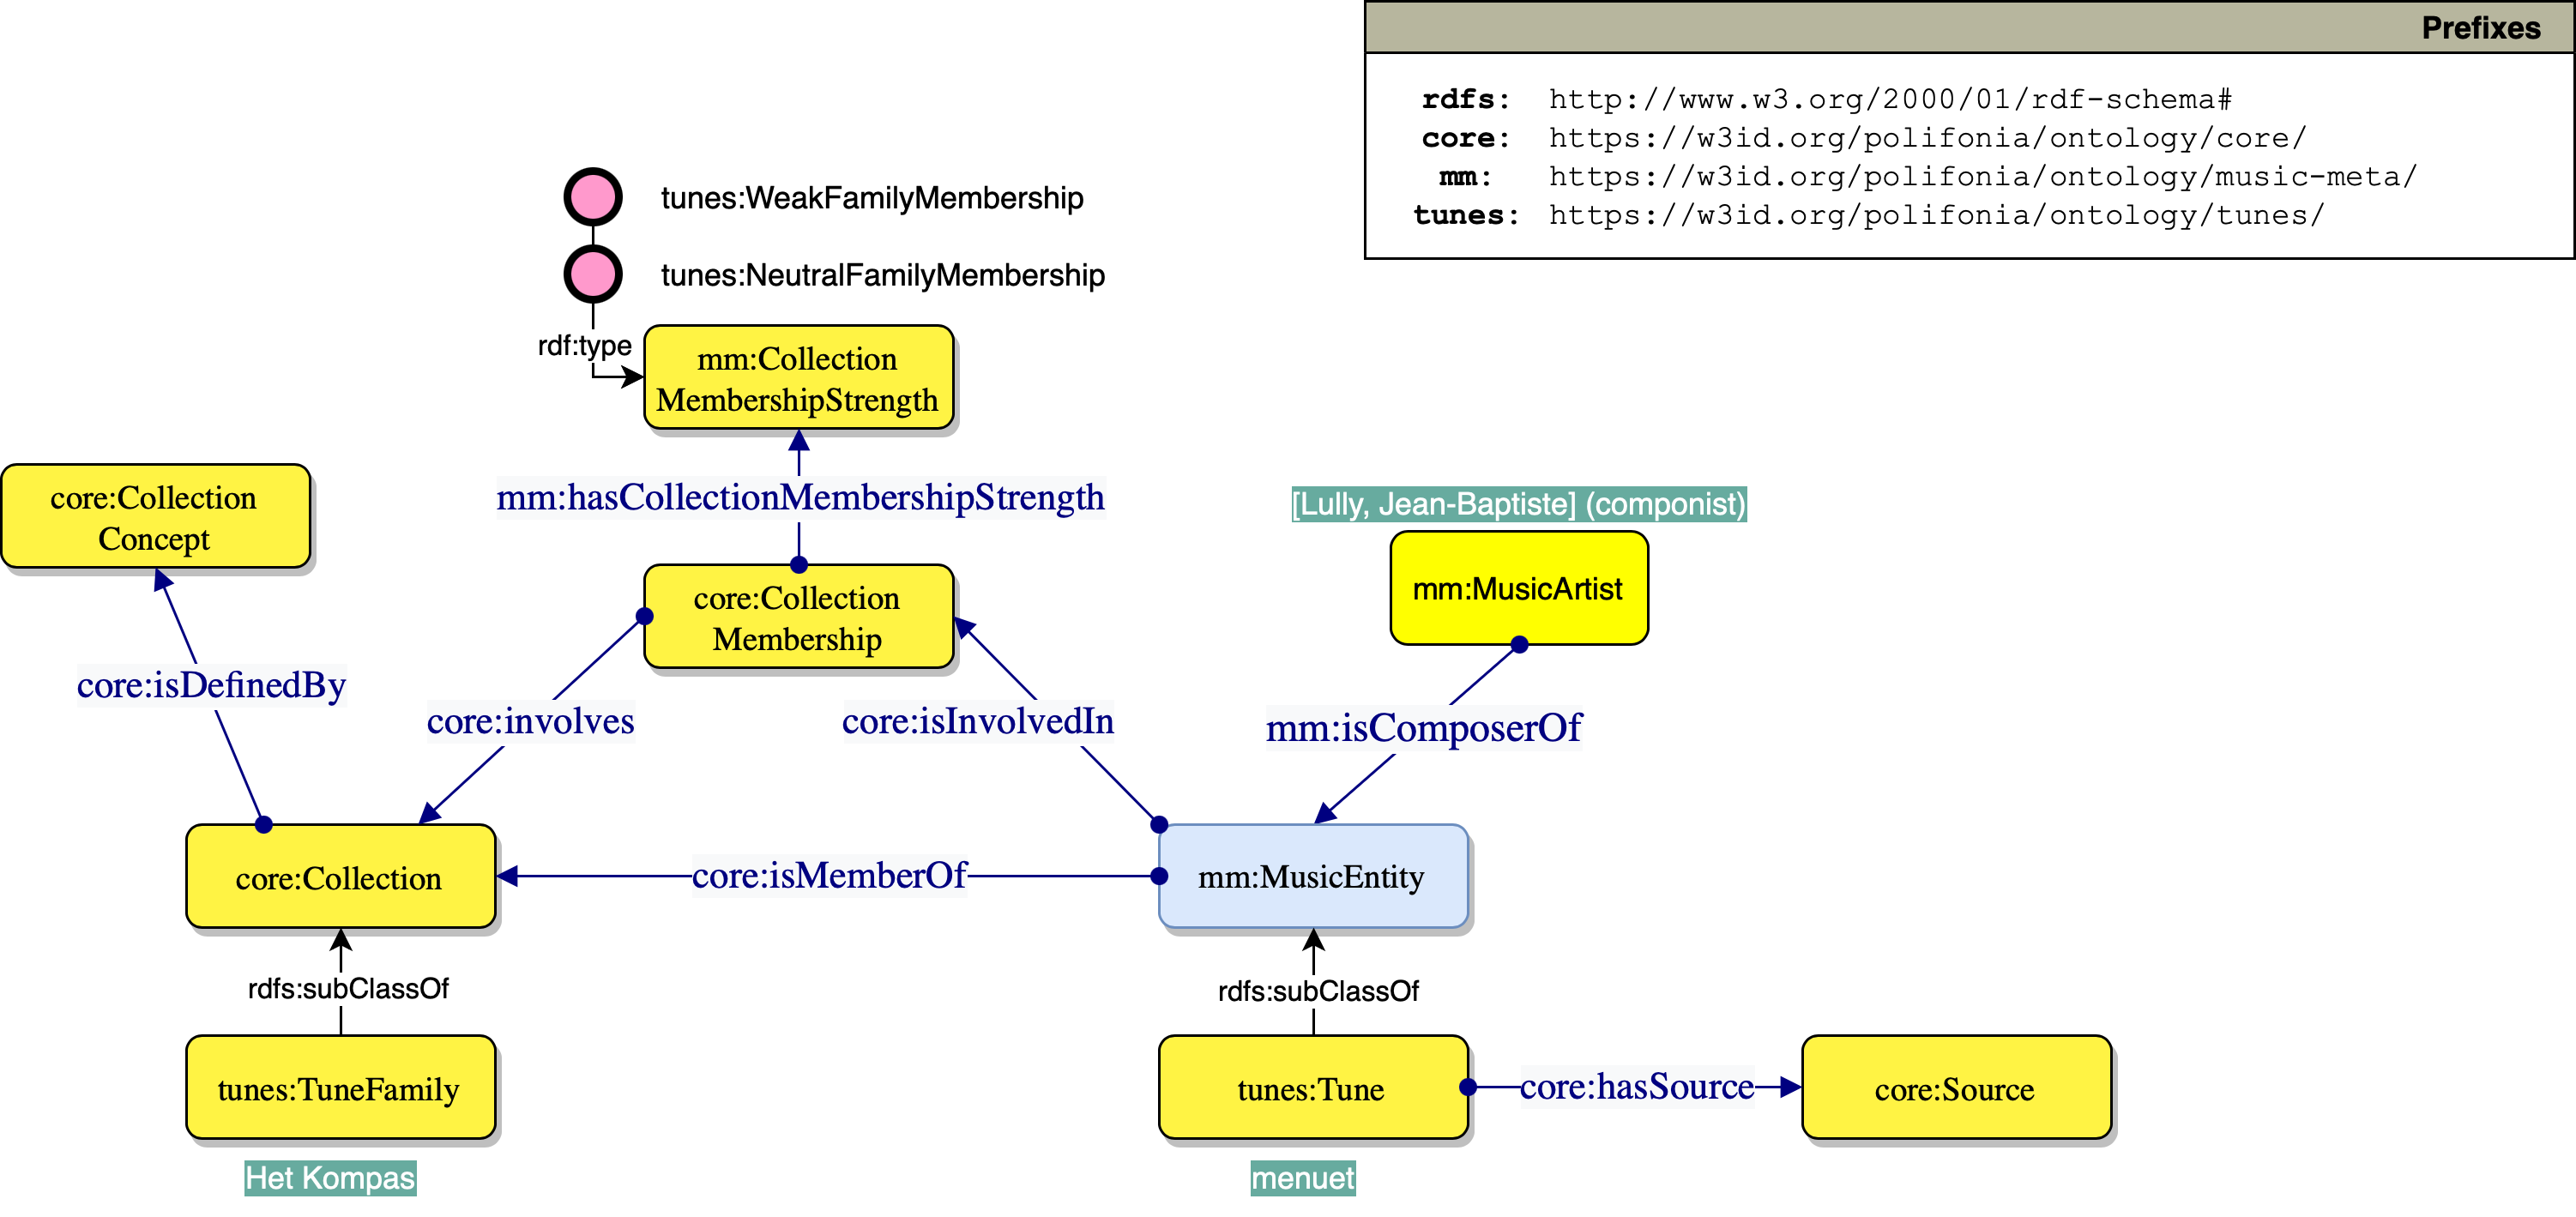 Prefixes
rdfs: http://www.w3.org/2000/01/rdf-schema#
core: https://w3id.org/polifonia/ontology/core/
mm: https://w3id.org/polifonia/ontology/music-meta/
tunes: https://w3id.org/polifonia/ontology/tunes/
tunes:WeakFamilyMembership
tunes:NeutralFamilyMembership
rdf:type
mm:Collection
MembershipStrength
core:Collection
Concept
mm:hasCollectionMembershipStrength
[Lully, Jean-Baptiste] (componist)
mm:MusicArtist
core:Collection
Membership
core:isDefinedBy
core:involves
core:isInvolvedIn
mm:isComposerOf
core:Collection
core:isMemberOf
mm:MusicEntity
rdfs:subClassOf
rdfs:subClassOf
tunes:TuneFamily
tunes:Tune
core:hasSource
core:Source
Het Kompas
menuet